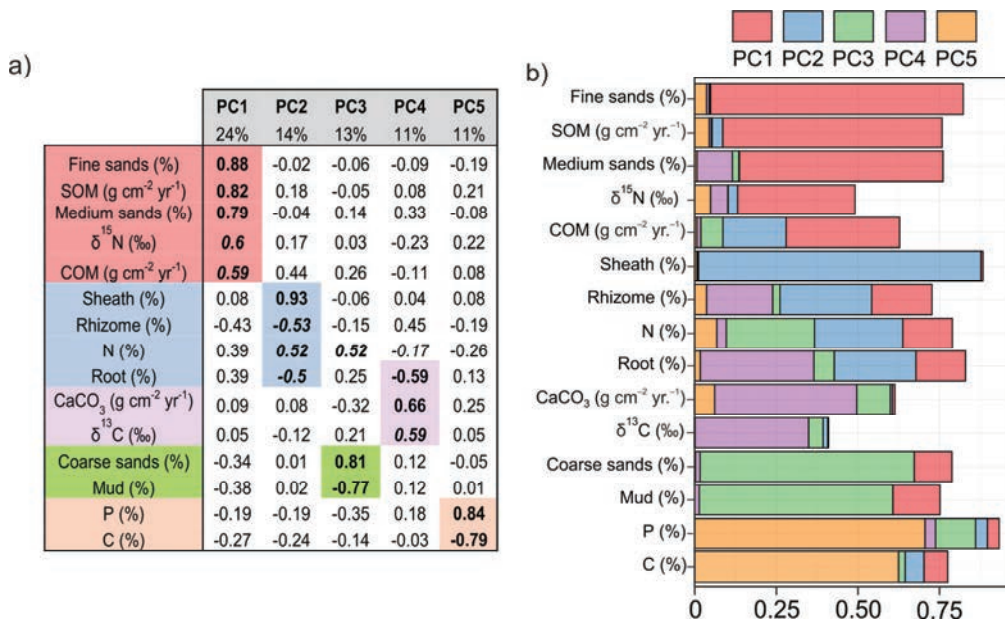 a)
PC1 PC2 PC3 PC4 PC5
24% 14% 13% 11% 11%
Fine sands (%) 0.88 -0.02 -0.06 -0.09 -0.19
SOM (g cm⁻² yr⁻¹) 0.82 0.18 -0.05 0.08 0.21
Medium sands (%) 0.79 -0.04 0.14 0.33 -0.08
δ¹⁵N (‰) 0.6 0.17 0.03 -0.23 0.22
COM (g cm⁻² yr⁻¹) 0.59 0.44 0.26 -0.11 0.08
Sheath (%) 0.08 0.93 -0.06 0.04 0.08
Rhizome (%) -0.43 -0.53 -0.15 0.45 -0.19
N (%) 0.39 0.52 0.52 -0.17 -0.26
Root (%) 0.39 -0.5 0.25 -0.59 0.13
CaCO₃ (g cm⁻² yr⁻¹) 0.09 0.08 -0.32 0.66 0.25
δ¹³C (‰) 0.05 -0.12 0.21 0.59 0.05
Coarse sands (%) -0.34 0.01 0.81 0.12 -0.05
Mud (%) -0.38 0.02 -0.77 0.12 0.01
P (%) -0.19 -0.19 -0.35 0.18 0.84
C (%) -0.27 -0.24 -0.14 -0.03 -0.79
PC1 PC2 PC3 PC4 PC5
b)
Fine sands (%)
SOM (g cm⁻² yr.⁻¹)
Medium sands (%)
δ¹⁵N (‰)
COM (g cm⁻² yr.⁻¹)
Sheath (%)
Rhizome (%)
N (%)
Root (%)
CaCO₃ (g cm⁻² yr.⁻¹)
δ¹³C (‰)
Coarse sands (%)
Mud (%)
P (%)
C (%)
0 0.25 0.50 0.75